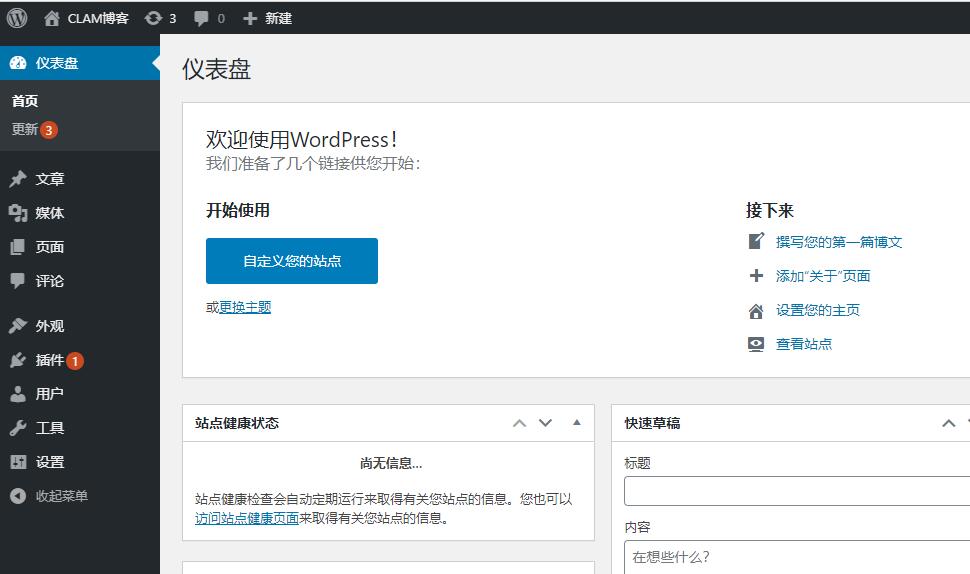 CLAM博客 3 0 新建
仪表盘
首页
更新 3
文章
媒体
页面
评论
外观
插件 1
用户
工具
设置
收起菜单
仪表盘
欢迎使用WordPress！
我们准备了几个链接供您开始：
开始使用
自定义您的站点
或更换主题
接下来
撰写您的第一篇博文
添加“关于”页面
设置您的主页
查看站点
站点健康状态
尚无信息…
站点健康检查会自动定期运行来取得有关您站点的信息。您也可以
访问站点健康页面来取得有关您站点的信息。
快速草稿
标题
内容
在想些什么？